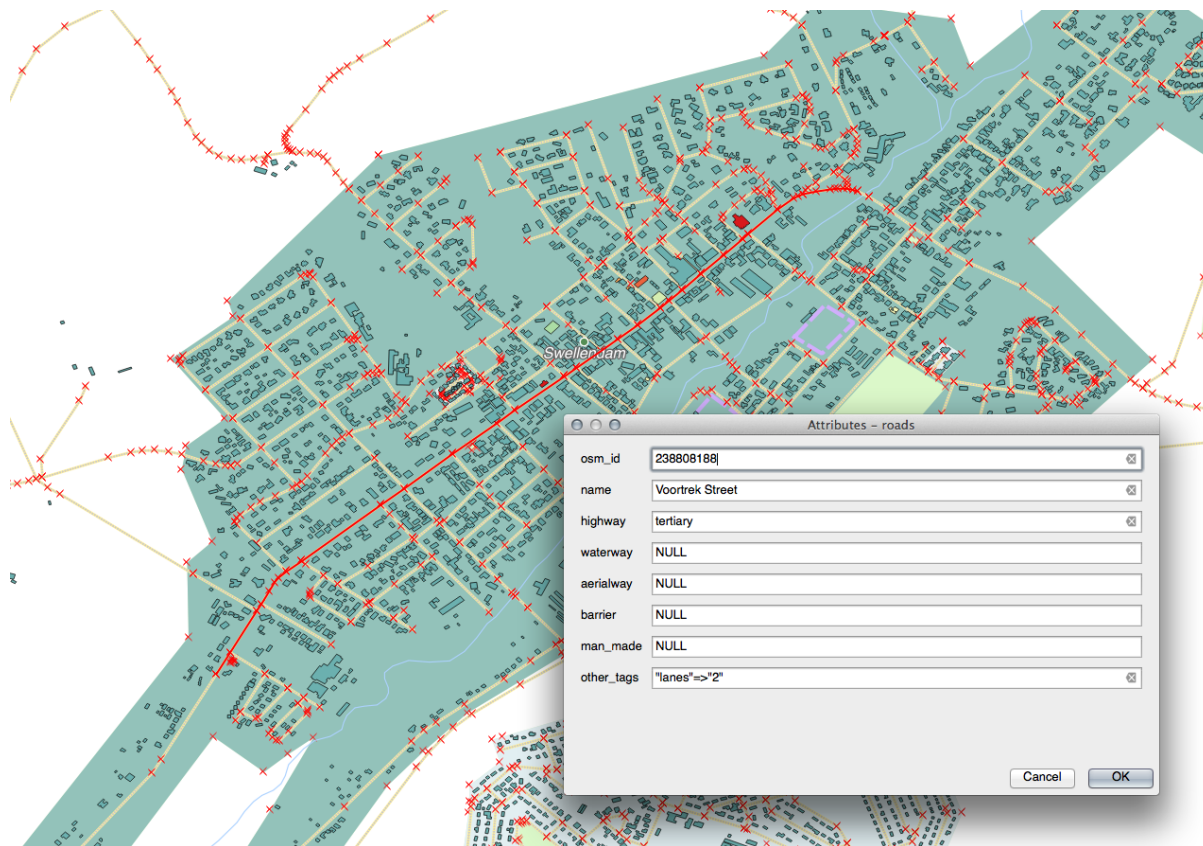 Swellendam
Attributes - roads
osm_id 238808188
name Voortrek Street
highway tertiary
waterway NULL
aerialway NULL
barrier NULL
man_made NULL
other_tags "lanes"=>"2"
Cancel OK